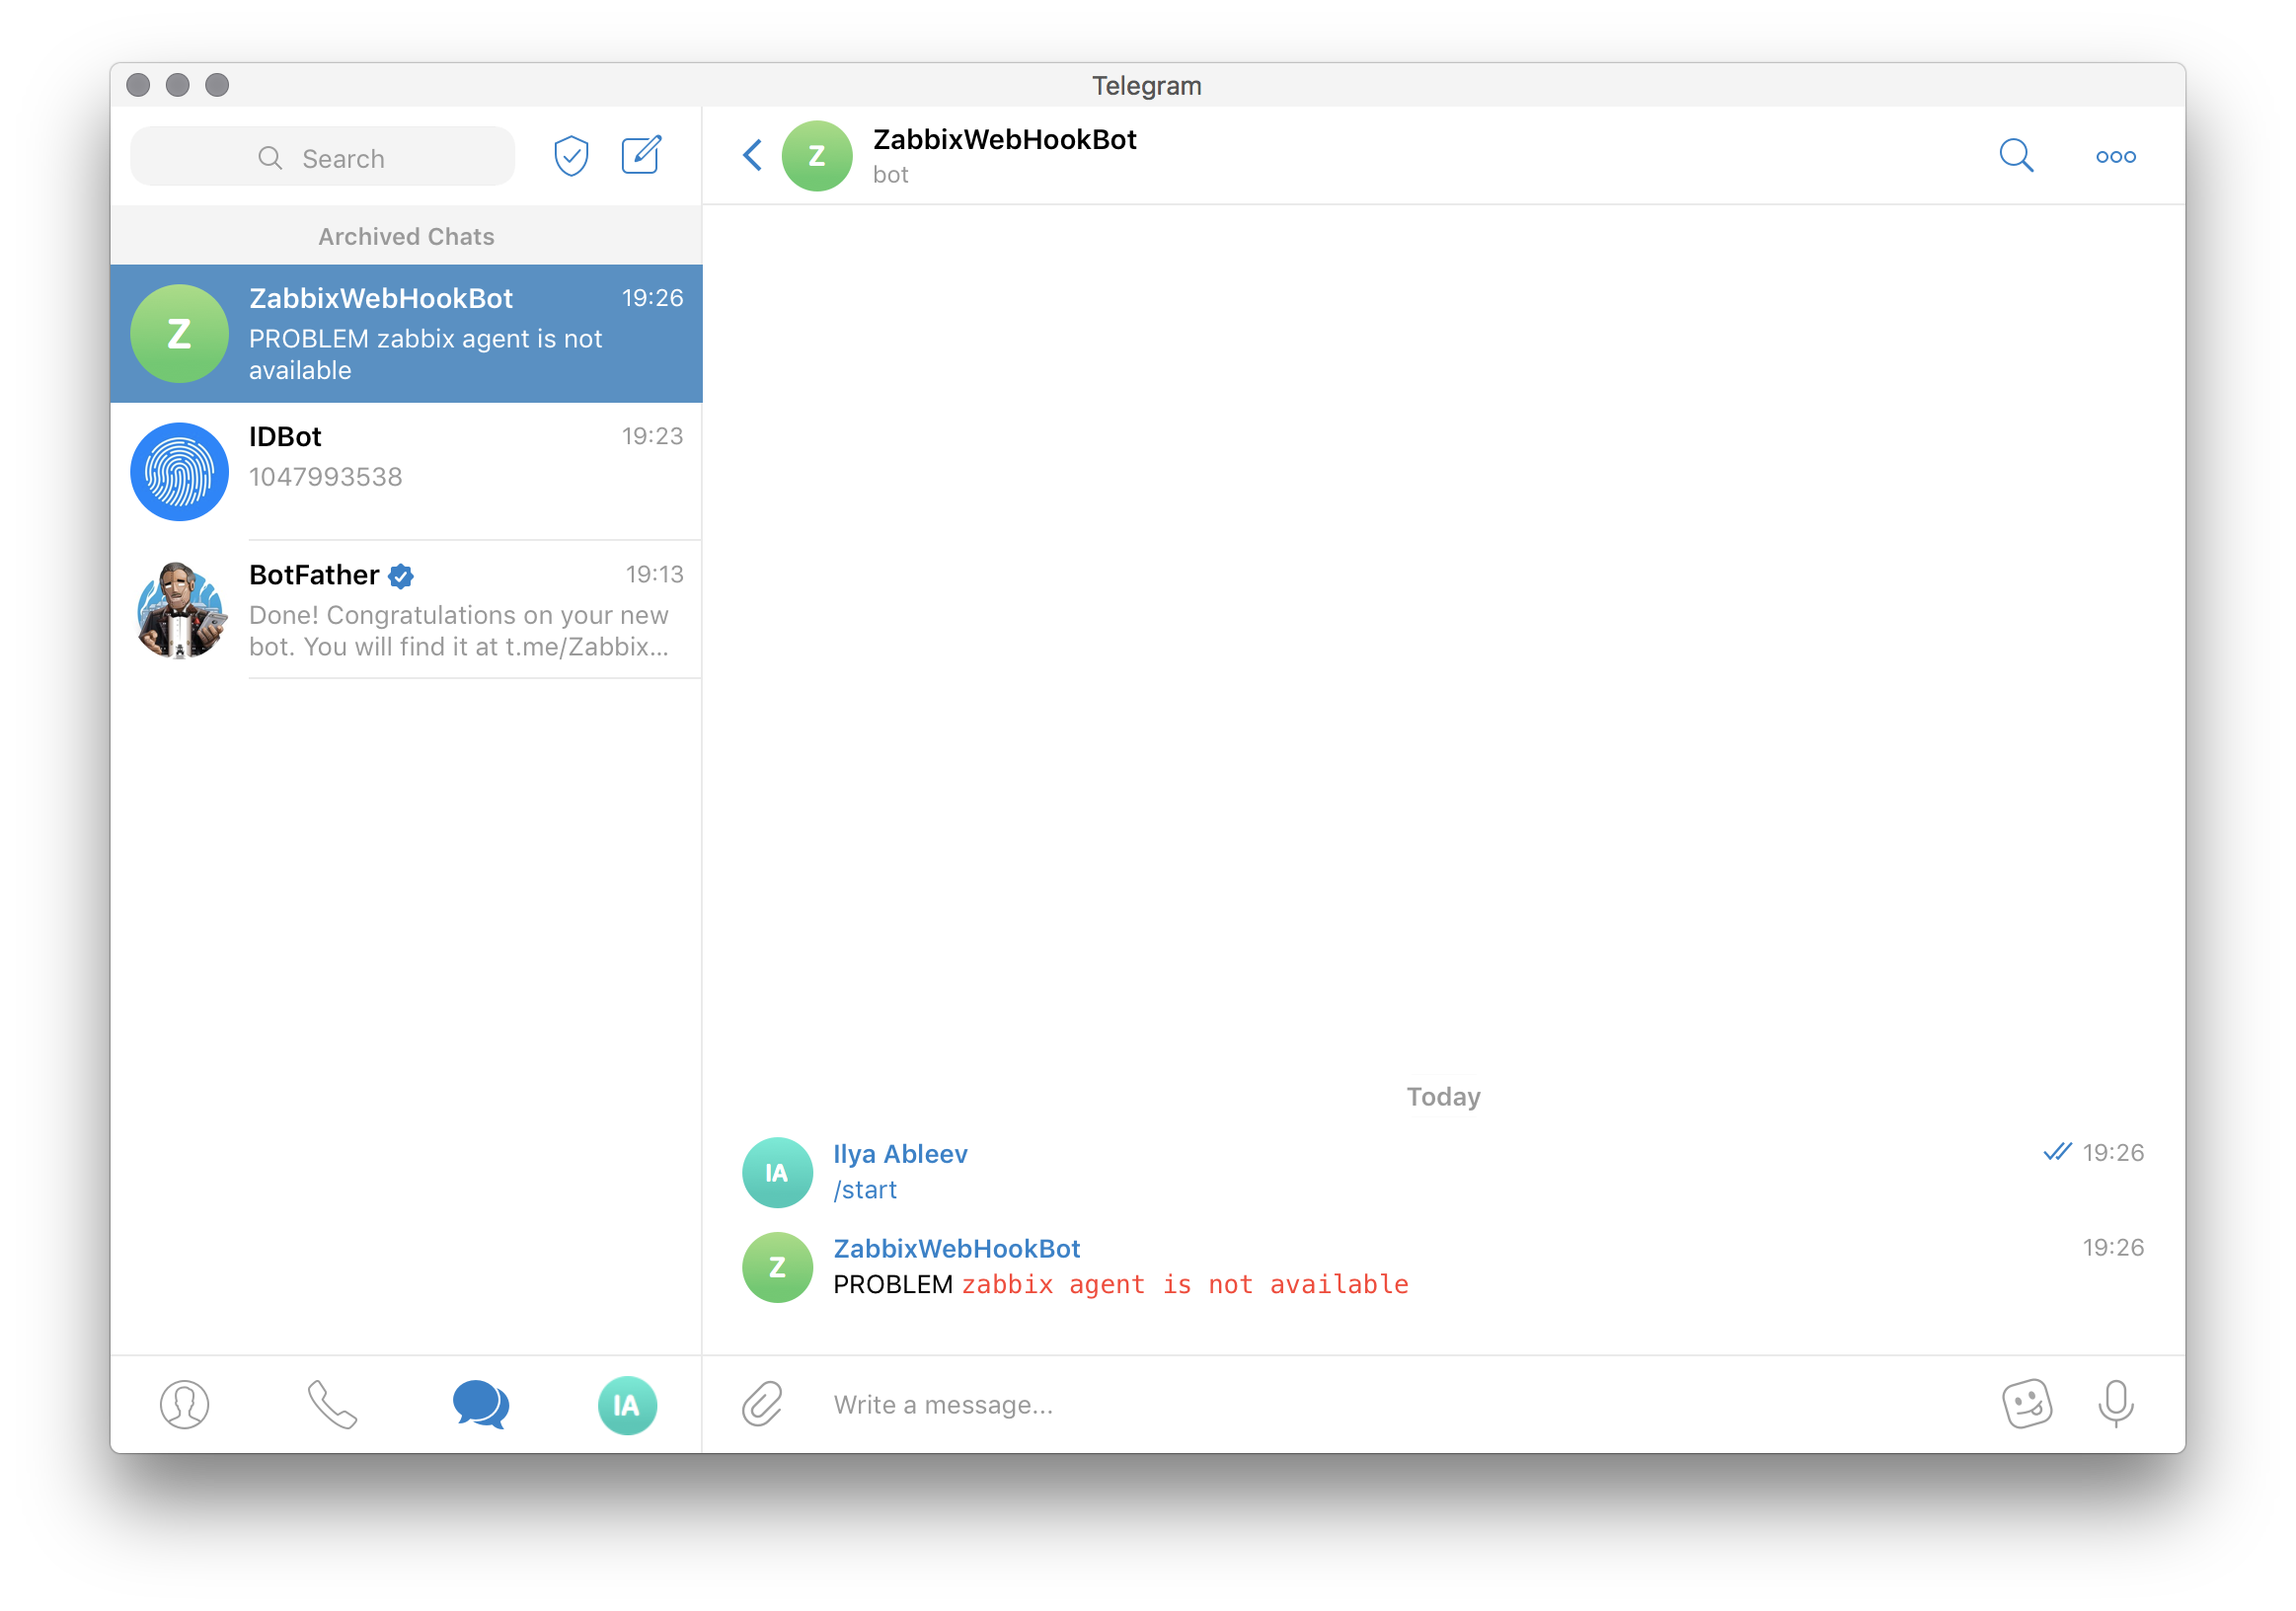 Telegram
Search
Archived Chats
Z
ZabbixWebHookBot 19:26
PROBLEM zabbix agent is not
available
IDBot 19:23
1047993538
BotFather 19:13
Done! Congratulations on your new
bot. You will find it at t.me/Zabbix...
IA
Z
ZabbixWebHookBot
bot
Today
IA
Ilya Ableev 19:26
/start
Z
ZabbixWebHookBot 19:26
PROBLEM zabbix agent is not available
Write a message...